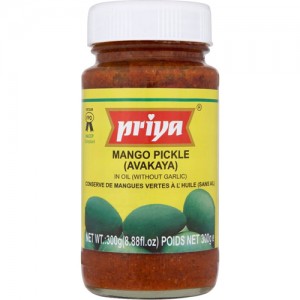 priya
®
MANGO PICKLE
(AVAKAYA)
IN OIL (WITHOUT GARLIC)
CONSERVE DE MANGUES VERTES À L'HUILE (SANS AIL)
NET WT.:300g(8.88fl.oz) POIDS NET 300g